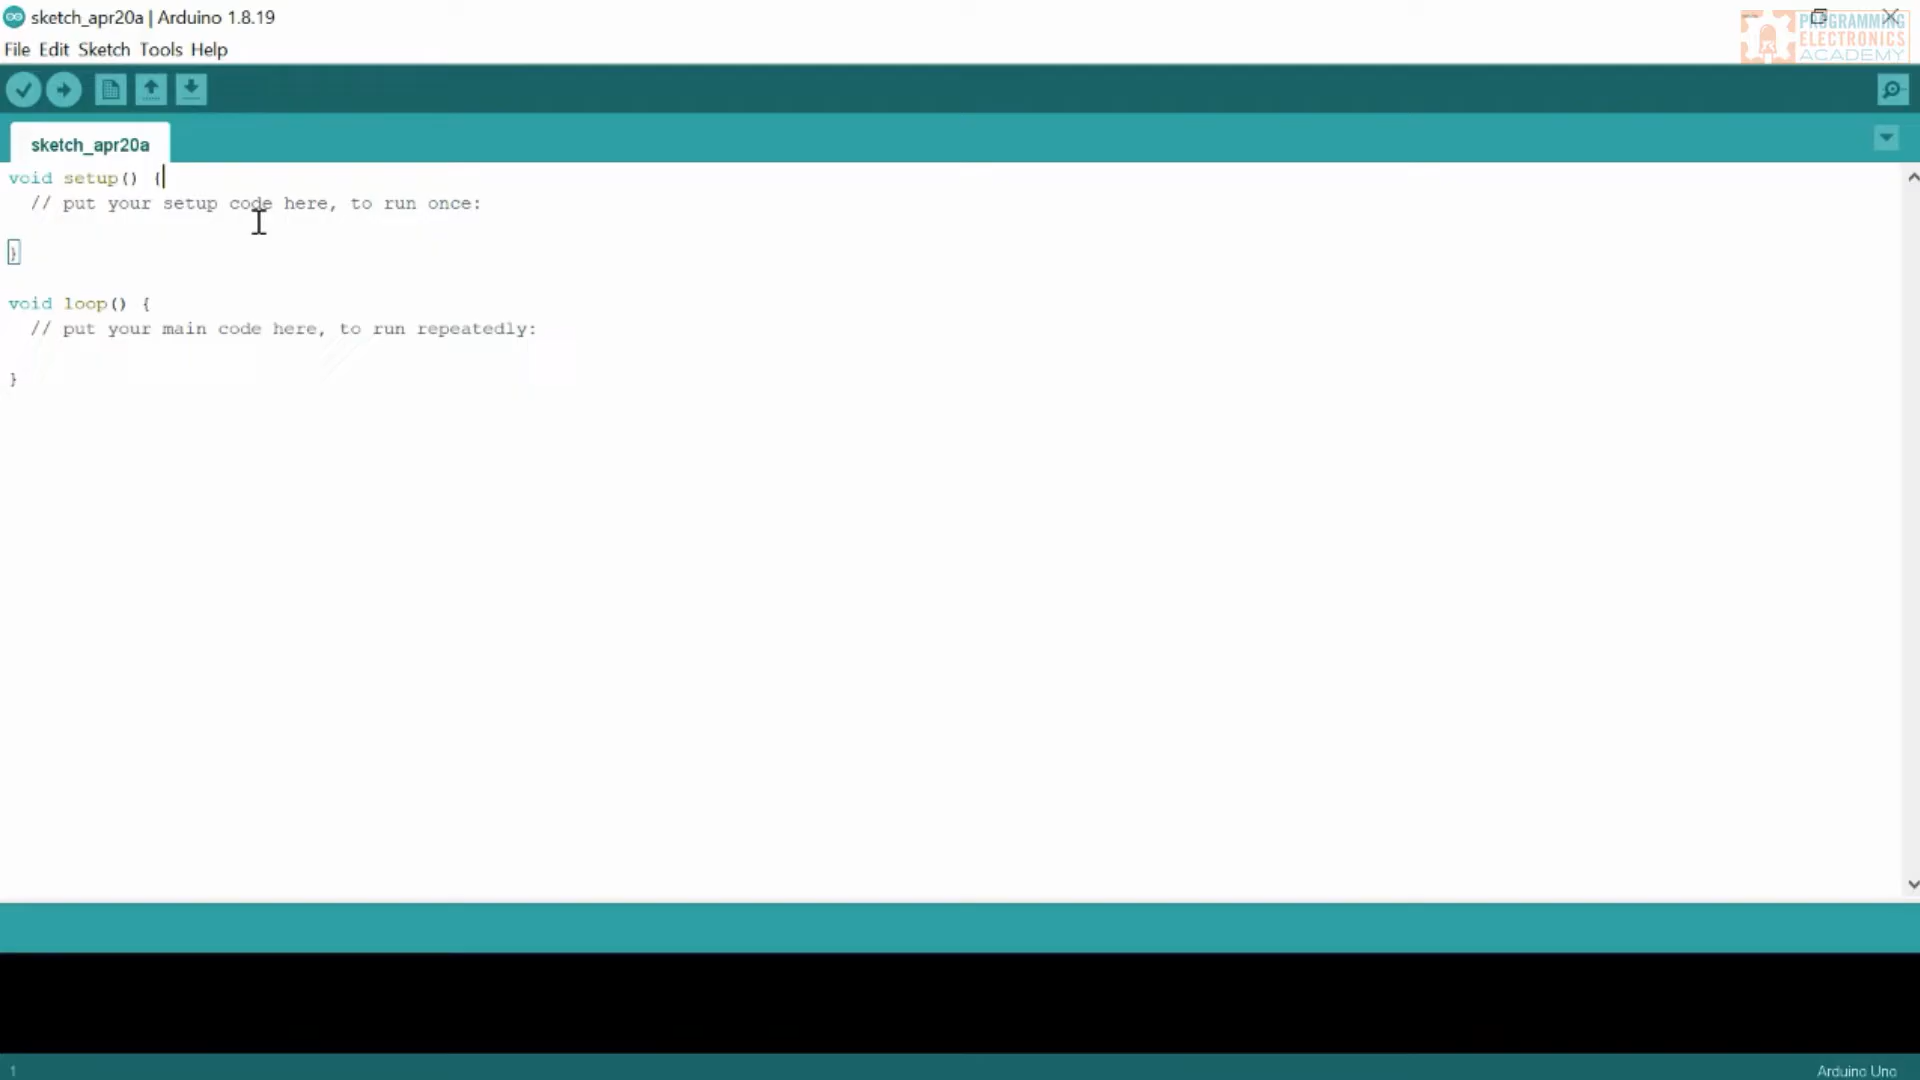 sketch_apr20a | Arduino 1.8.19
PROGRAMMING
ELECTRONICS
ACADEMY
File Edit Sketch Tools Help
sketch_apr20a
void setup() {
// put your setup code here, to run once:
}
void loop() {
// put your main code here, to run repeatedly:
}
1
Arduino Uno